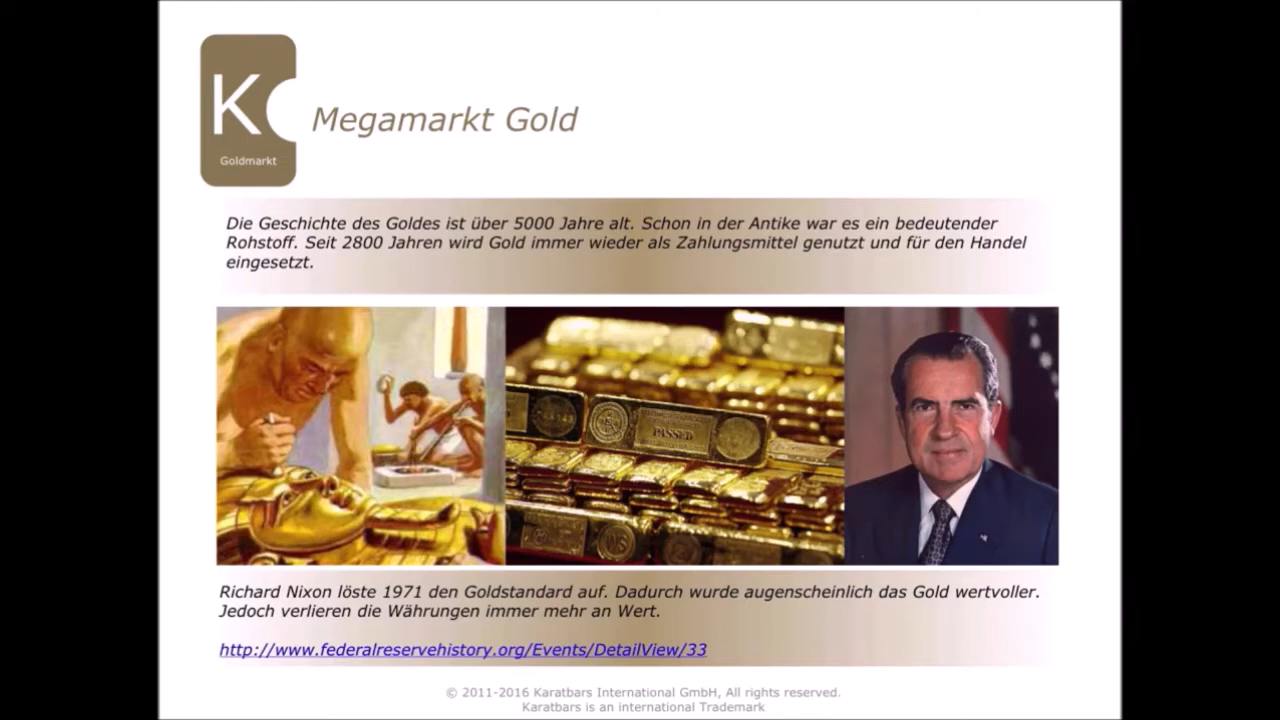 K
Goldmarkt
Megamarkt Gold
Die Geschichte des Goldes ist über 5000 Jahre alt. Schon in der Antike war es ein bedeutender
Rohstoff. Seit 2800 Jahren wird Gold immer wieder als Zahlungsmittel genutzt und für den Handel
eingesetzt.
PASSED
Richard Nixon löste 1971 den Goldstandard auf. Dadurch wurde augenscheinlich das Gold wertvoller.
Jedoch verlieren die Währungen immer mehr an Wert.
http://www.federalreservehistory.org/Events/DetailView/33
© 2011-2016 Karatbars International GmbH, All rights reserved.
Karatbars is an international Trademark